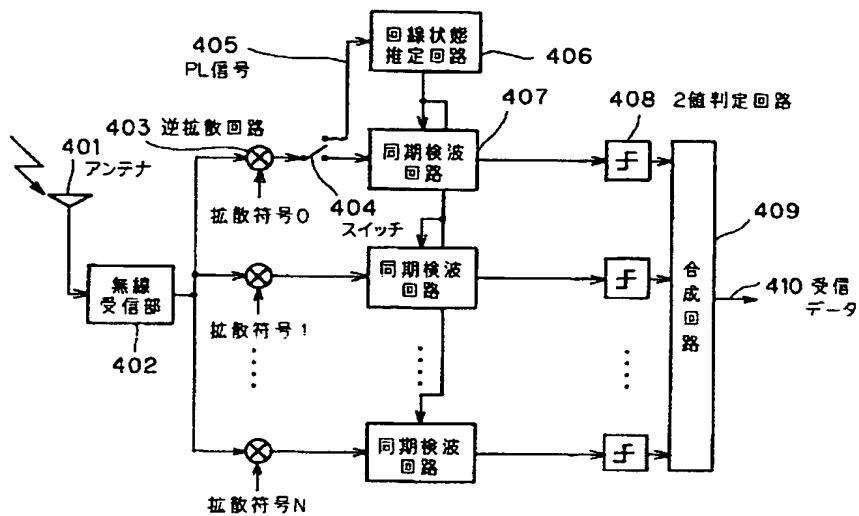 405
PL信号
回線状態
推定回路
406
407
403 逆拡散回路
408 2値判定回路
401
アンテナ
同期検波
回路
404
スイッチ
拡散符号0
409
無線
受信部
402
同期検波
回路
拡散符号1
合成回路
410 受信
データ
同期検波
回路
拡散符号N